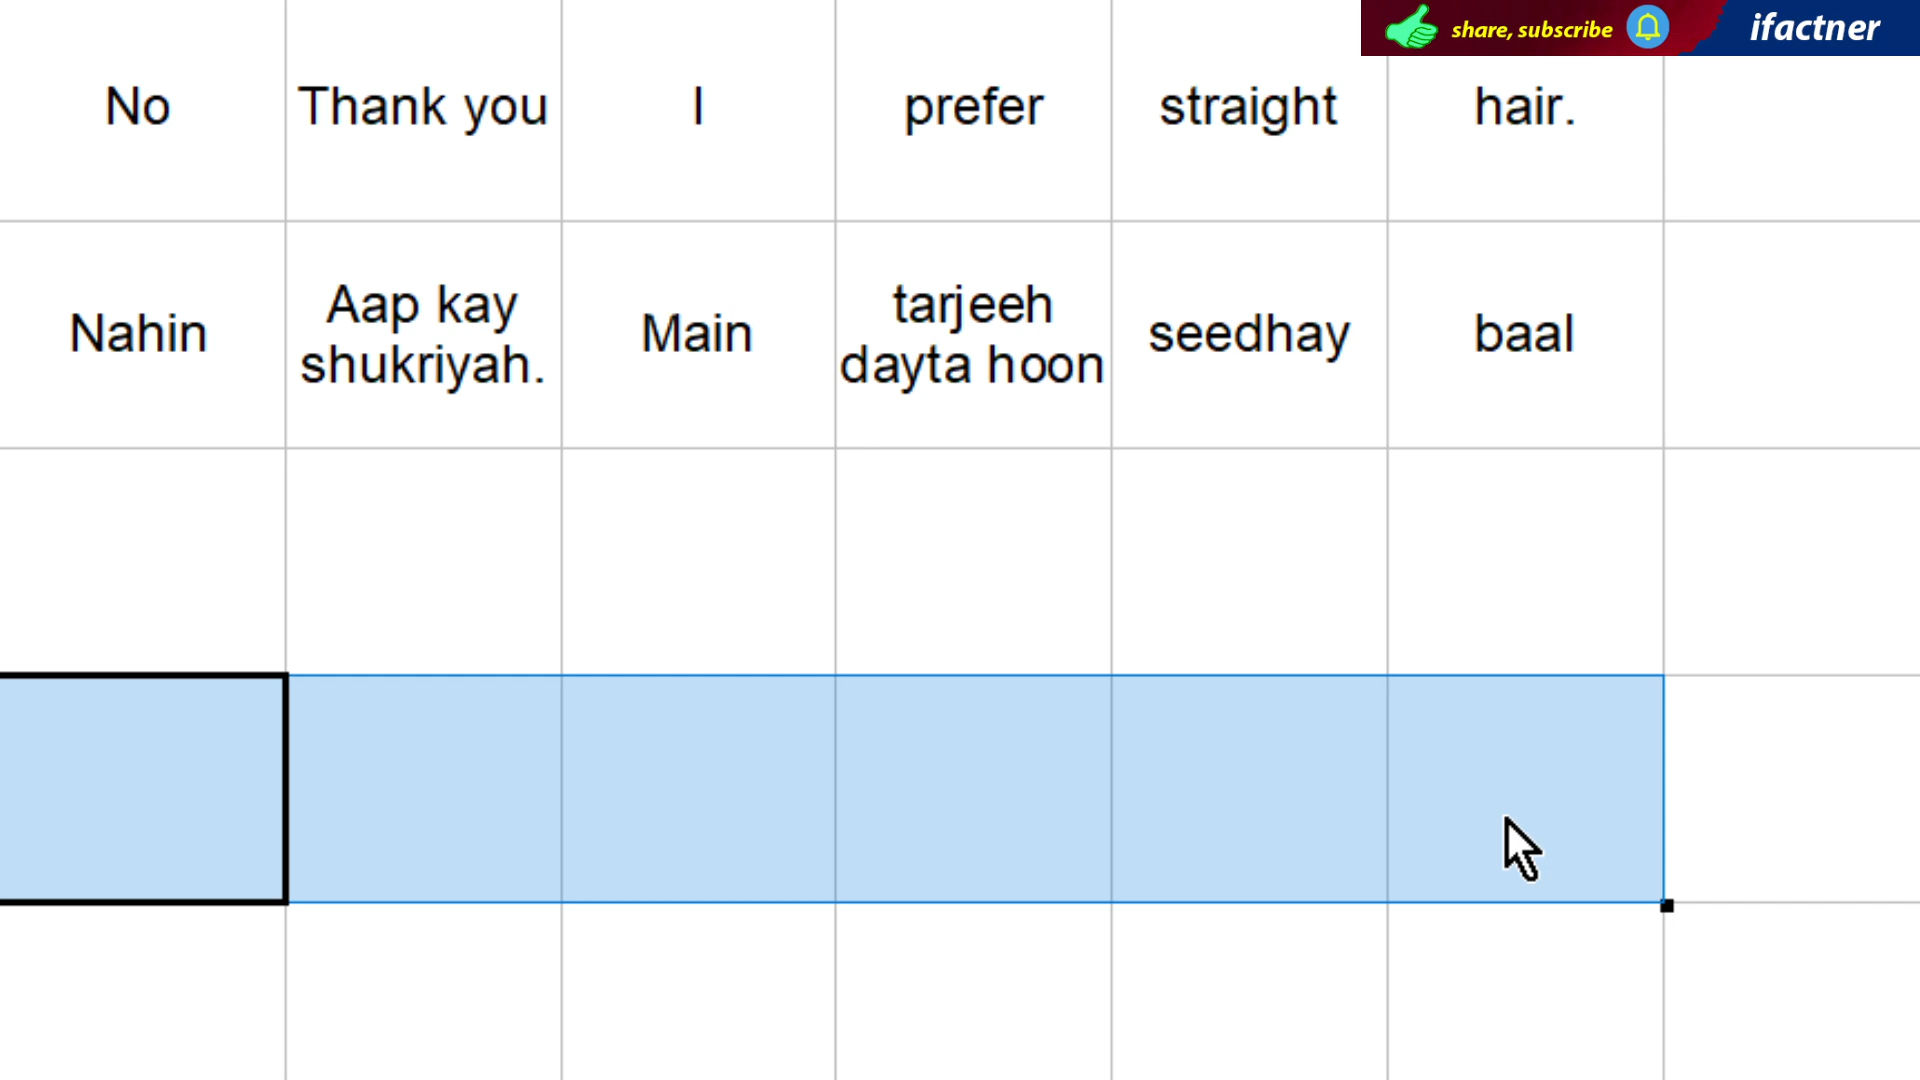 share, subscribe
ifactner
No Thank you I prefer straight hair.
Nahin Aap kay shukriyah. Main tarjeeh dayta hoon seedhay baal